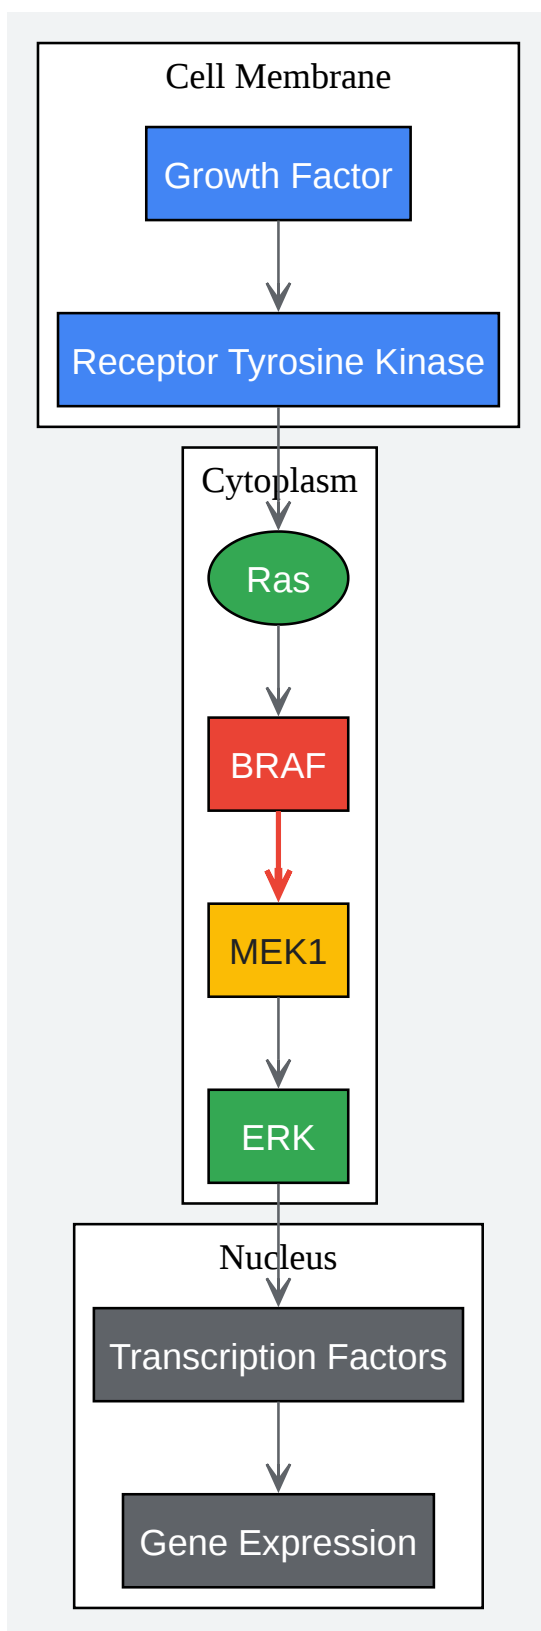 Cell Membrane
Growth Factor
Receptor Tyrosine Kinase
Cytoplasm
Ras
BRAF
MEK1
ERK
Nucleus
Transcription Factors
Gene Expression